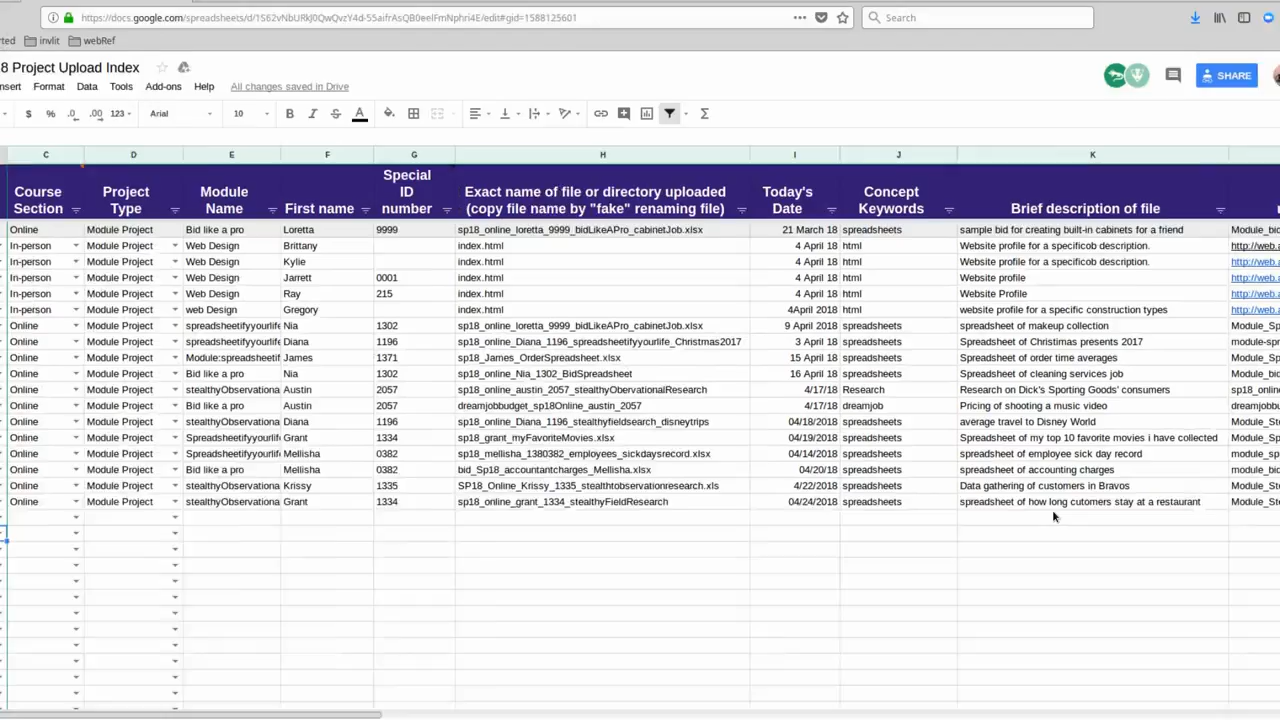 https://docs.google.com/spreadsheets/d/1S62vNbURkJ0QwQvzY4d-55aifrAsQB0eelFmNphri4E/edit#gid=1588125601
Search
rted invlit webRef
8 Project Upload Index
nsert Format Data Tools Add-ons Help All changes saved in Drive
SHARE
$ % .0 .00 123 Arial 10 B I S A
C D E F G H I J K
Course Section Project Type Module Name First name Special ID number Exact name of file or directory uploaded (copy file name by "fake" renaming file) Today's Date Concept Keywords Brief description of file
Online Module Project Bid like a pro Loretta 9999 sp18_online_loretta_9999_bidLikeAPro_cabinetJob.xlsx 21 March 18 spreadsheets sample bid for creating built-in cabinets for a friend Module_bid
In-person Module Project Web Design Brittany index.html 4 April 18 html Website profile for a specificob description. http://web.a
In-person Module Project Web Design Kylie index.html 4 April 18 html Website profile for a specificob description. http://web.a
In-person Module Project Web Design Jarrett 0001 index.html 4 April 18 html Website profile http://web.a
In-person Module Project Web Design Ray 215 index.html 4 April 18 html Website Profile http://web.a
In-person Module Project web Design Gregory index.html 4April 2018 html website profile for a specific construction types http://web.a
Online Module Project spreadsheetifyyourlife Nia 1302 sp18_online_loretta_9999_bidLikeAPro_cabinetJob.xlsx 9 April 2018 spreadsheets spreadsheet of makeup collection Module_Sp
Online Module Project spreadsheetifyyourlife Diana 1196 sp18_online_Diana_1196_spreadsheetifyyourlife_Christmas2017 3 April 2018 spreadsheets Spreadsheet of Christmas presents 2017 module-spr
Online Module Project Module:spreadsheetif James 1371 sp18_James_OrderSpreadsheet.xlsx 15 April 2018 spreadsheets Spreadsheet of order time averages Module_Sp
Online Module Project Bid like a pro Nia 1302 sp18_online_Nia_1302_BidSpreadsheet 16 April 2018 spreadsheets Spreadsheet of cleaning services job Module_bid
Online Module Project stealthyObservationa Austin 2057 sp18_online_austin_2057_stealthyObervationalResearch 4/17/18 Research Research on Dick's Sporting Goods' consumers sp18_online
Online Module Project Bid like a pro Austin 2057 dreamjobbudget_sp18Online_austin_2057 4/17/18 dreamjob Pricing of shooting a music video dreamjobbu
Online Module Project stealthyObservationa Diana 1196 sp18_online_Diana_1196_stealthyfieldsearch_disneytrips 04/18/2018 spreadsheets average travel to Disney World Module_Ste
Online Module Project Spreadsheetifyyourlife Grant 1334 sp18_grant_myFavoriteMovies.xlsx 04/19/2018 spreadsheets Spreadsheet of my top 10 favorite movies i have collected module_Sp
Online Module Project Spreadsheetifyyourlife Mellisha 0382 sp18_mellisha_1380382_employees_sickdaysrecord.xlsx 04/14/2018 spreadsheets spreadsheet of employee sick day record module_sp
Online Module Project Bid like a pro Mellisha 0382 bid_Sp18_accountantcharges_Mellisha.xlsx 04/20/18 spreadsheets spreadsheet of accounting charges module_bid
Online Module Project stealthyObservationa Krissy 1335 SP18_Online_Krissy_1335_stealthtobservationresearch.xls 4/22/2018 spreadsheets Data gathering of customers in Bravos Module_Ste
Online Module Project stealthyObservationa Grant 1334 sp18_online_grant_1334_stealthyFieldResearch 04/24/2018 spreadsheets spreadsheet of how long cutomers stay at a restaurant Module_Ste